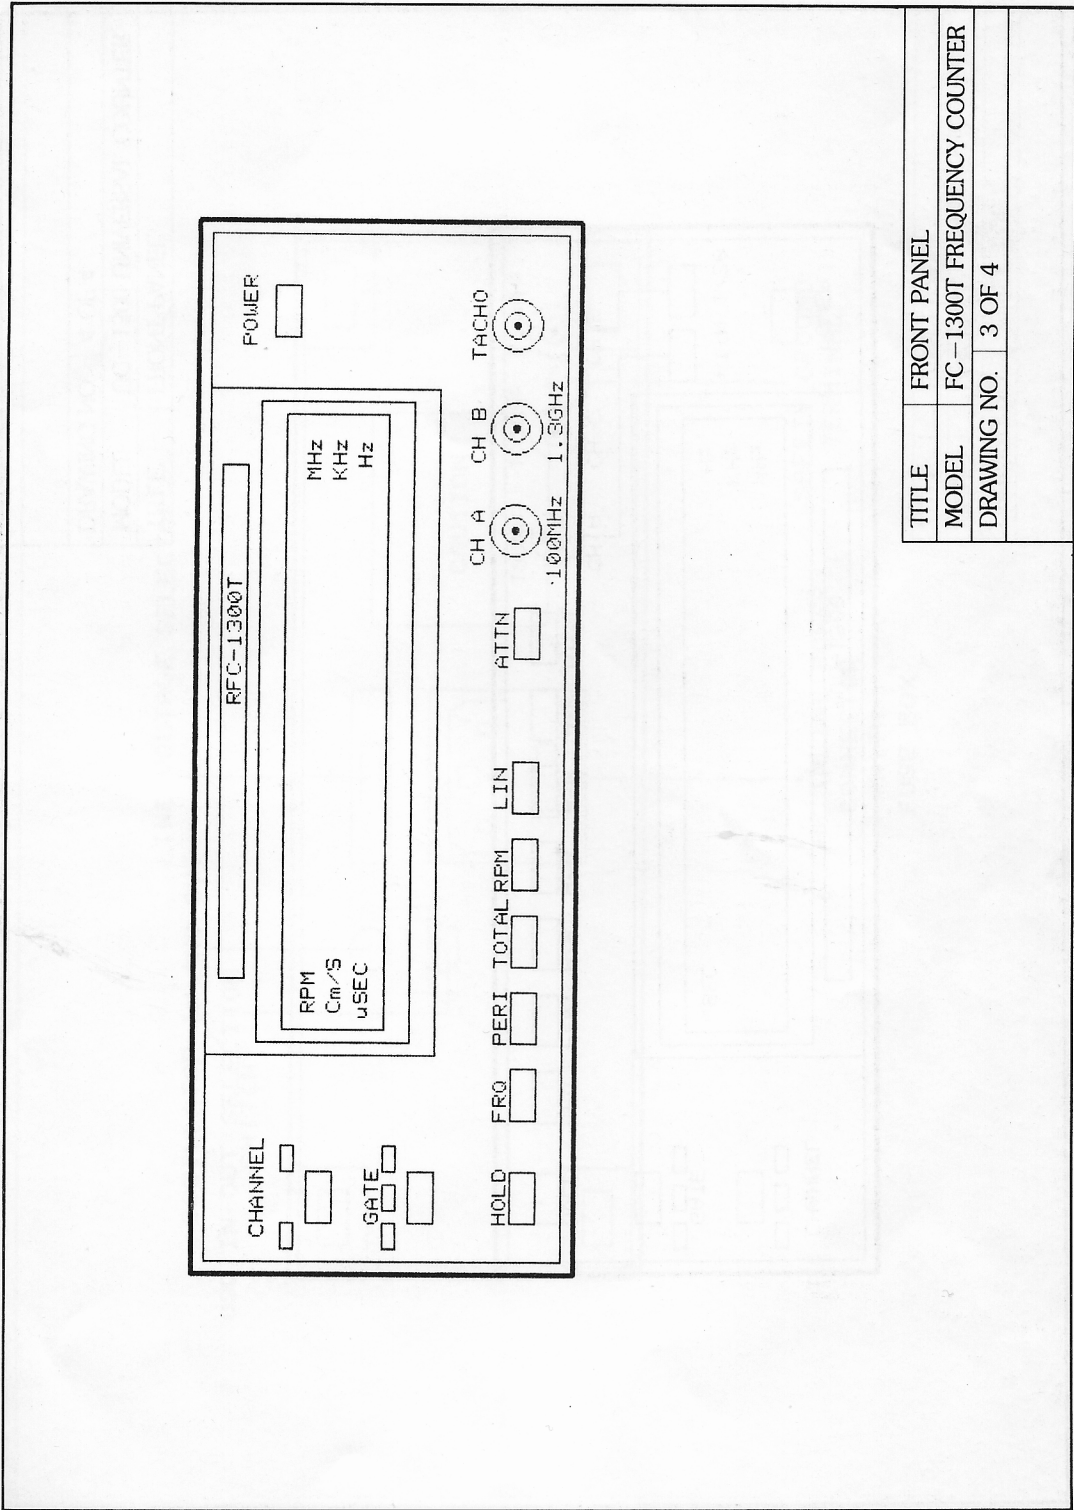 RFC-1300T
POWER
CHANNEL
GATE
RPM
Cm/S
uSEC
MHz
KHz
Hz
HOLD
FRQ
PERI
TOTAL
RPM
LIN
ATTN
CH A
100MHz
CH B
1.3GHz
TACHO
TITLE FRONT PANEL
MODEL FC-1300T FREQUENCY COUNTER
DRAWING NO. 3 OF 4